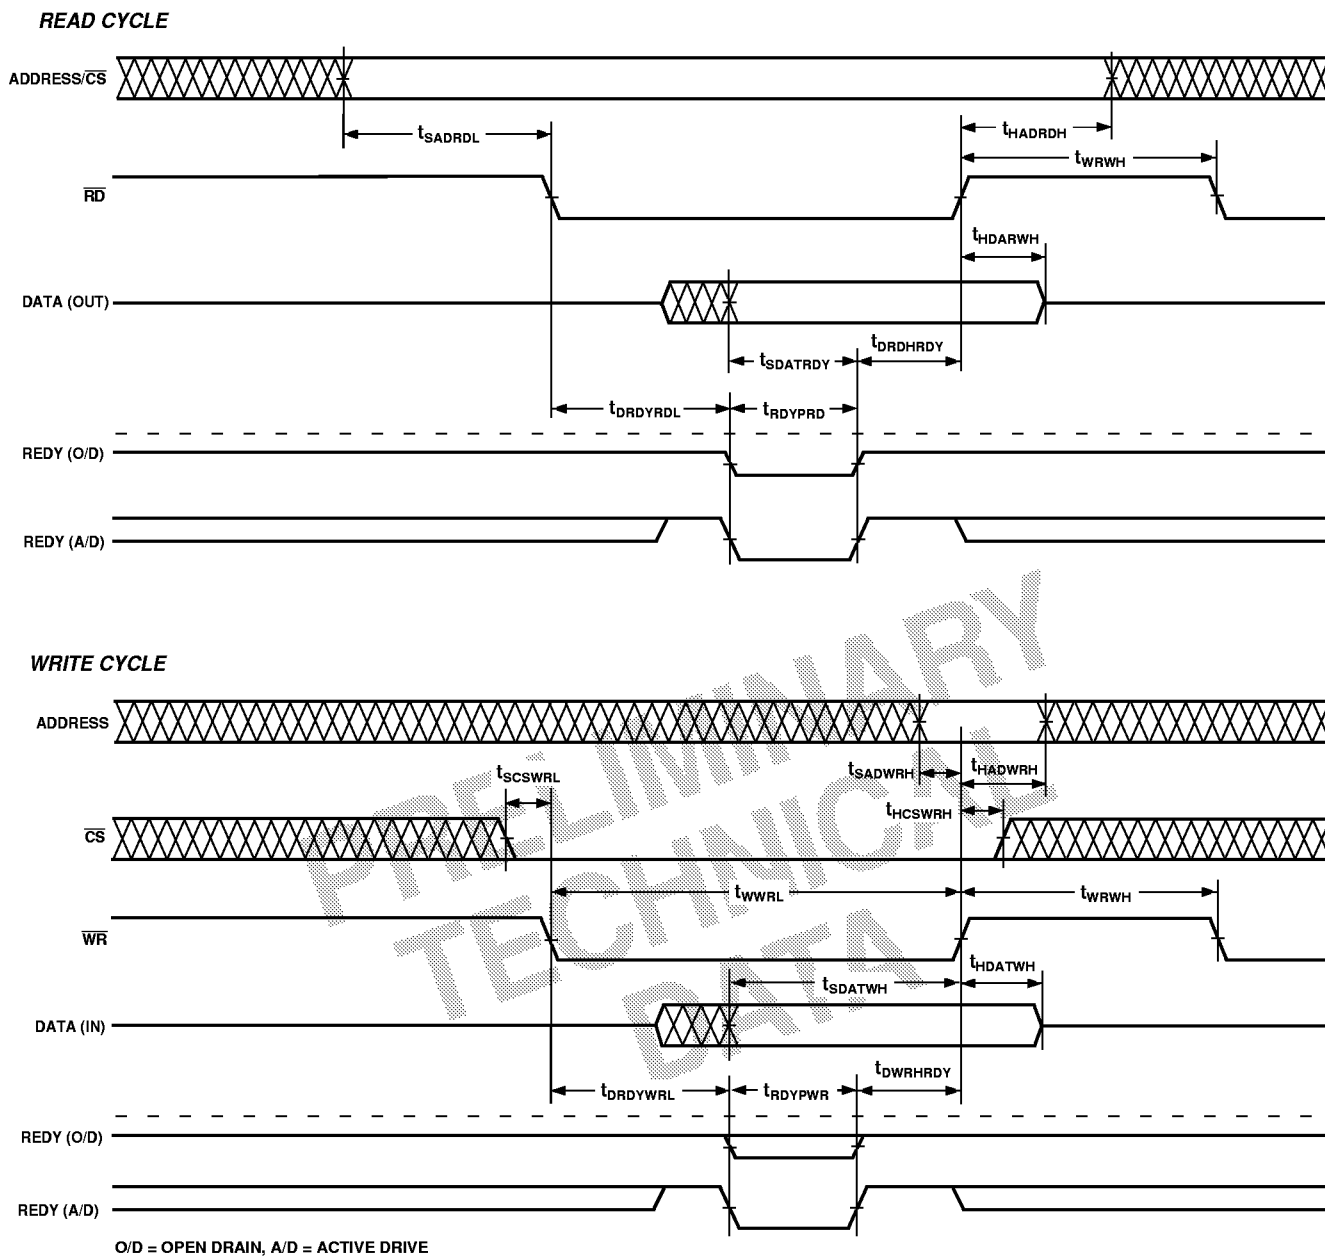 READ CYCLE
ADDRESS/CS
tSADRDL
tHADRDH
tWRWH
RD
tHDARWH
DATA (OUT)
tSDATRDY
tDRDHRDY
tDRDYRDL
tRDYPRD
REDY (O/D)
REDY (A/D)
PRELIMINARY
TECHNICAL
DATA
WRITE CYCLE
ADDRESS
tSCSWRL
tSADWRH
tHADWRH
tHCSWRH
CS
tWWRL
tWRWH
WR
tSDATWH
tHDATWH
DATA (IN)
tDWRHRDY
tDRDYWRL
tRDYPWR
REDY (O/D)
REDY (A/D)
O/D = OPEN DRAIN, A/D = ACTIVE DRIVE